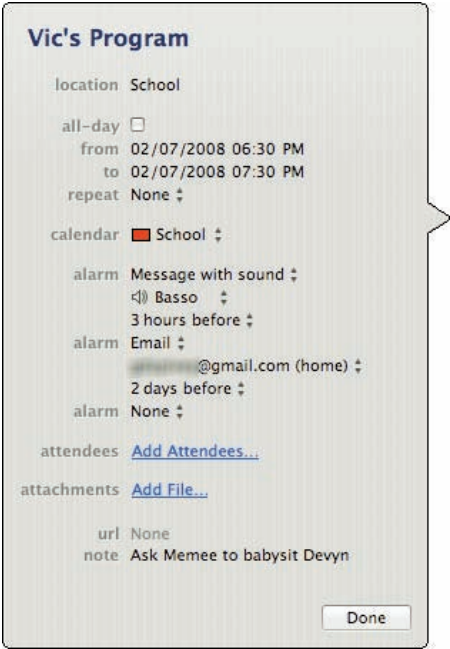 Vic's Program
location School
all-day
from 02/07/2008 06:30 PM
to 02/07/2008 07:30 PM
repeat None
calendar School
alarm Message with sound
Basso
3 hours before
alarm Email
@gmail.com (home)
2 days before
alarm None
attendees Add Attendees...
attachments Add File...
url None
note Ask Memee to babysit Devyn
Done